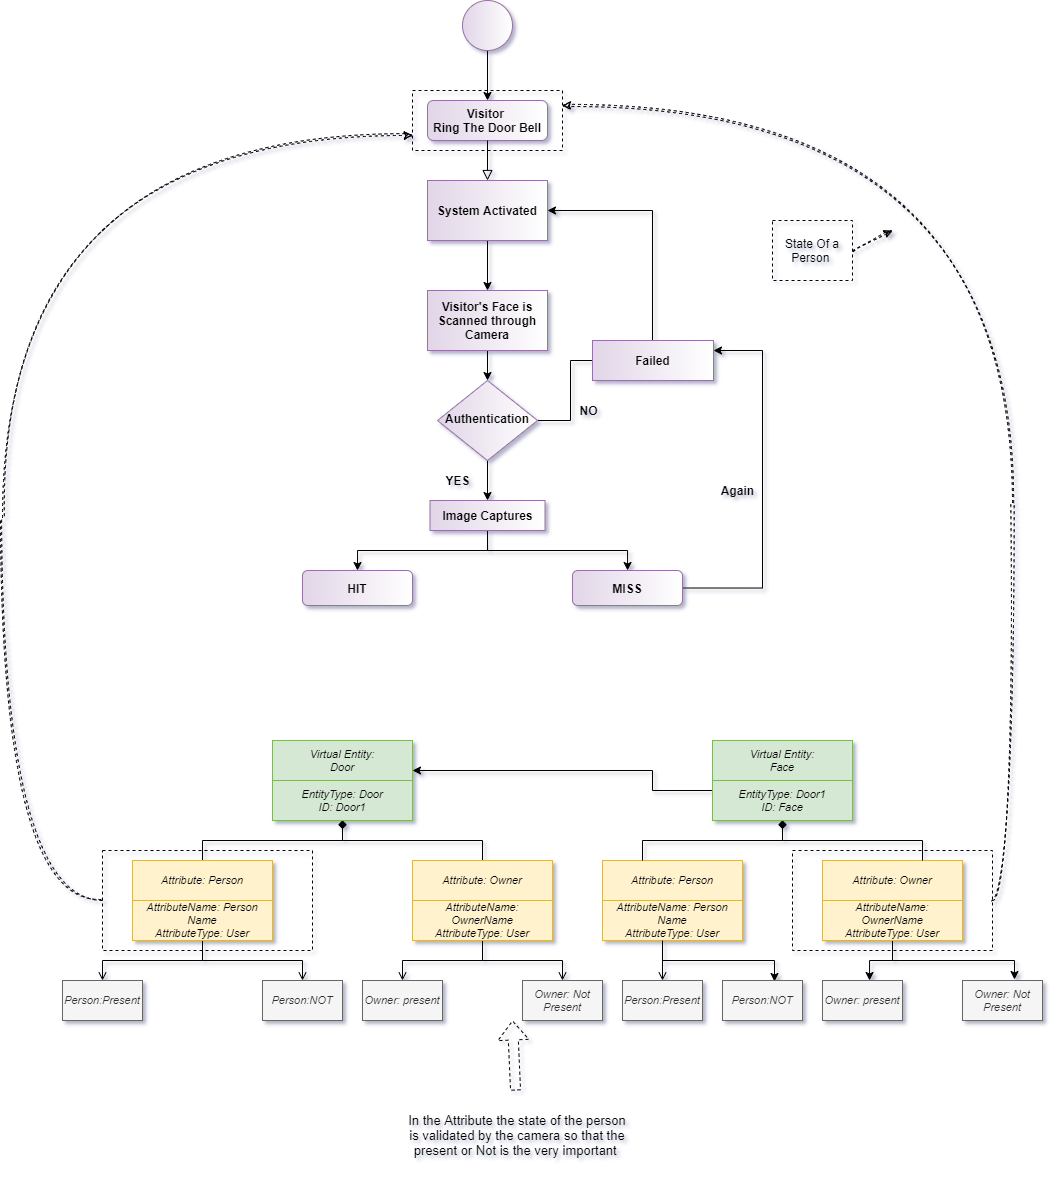 Visitor
Ring The Door Bell
System Activated
State Of a
Person
Visitor's Face is
Scanned through
Camera
Failed
Authentication
NO
YES
Again
Image Captures
HIT
MISS
Virtual Entity:
Door
EntityType: Door
ID: Door1
Virtual Entity:
Face
EntityType: Door1
ID: Face
Attribute: Person
AttributeName: Person
Name
AttributeType: User
Attribute: Owner
AttributeName:
OwnerName
AttributeType: User
Attribute: Person
AttributeName: Person
Name
AttributeType: User
Attribute: Owner
AttributeName:
OwnerName
AttributeType: User
Person:Present
Person:NOT
Owner: present
Owner: Not
Present
Person:Present
Person:NOT
Owner: present
Owner: Not
Present
In the Attribute the state of the person
is validated by the camera so that the
present or Not is the very important